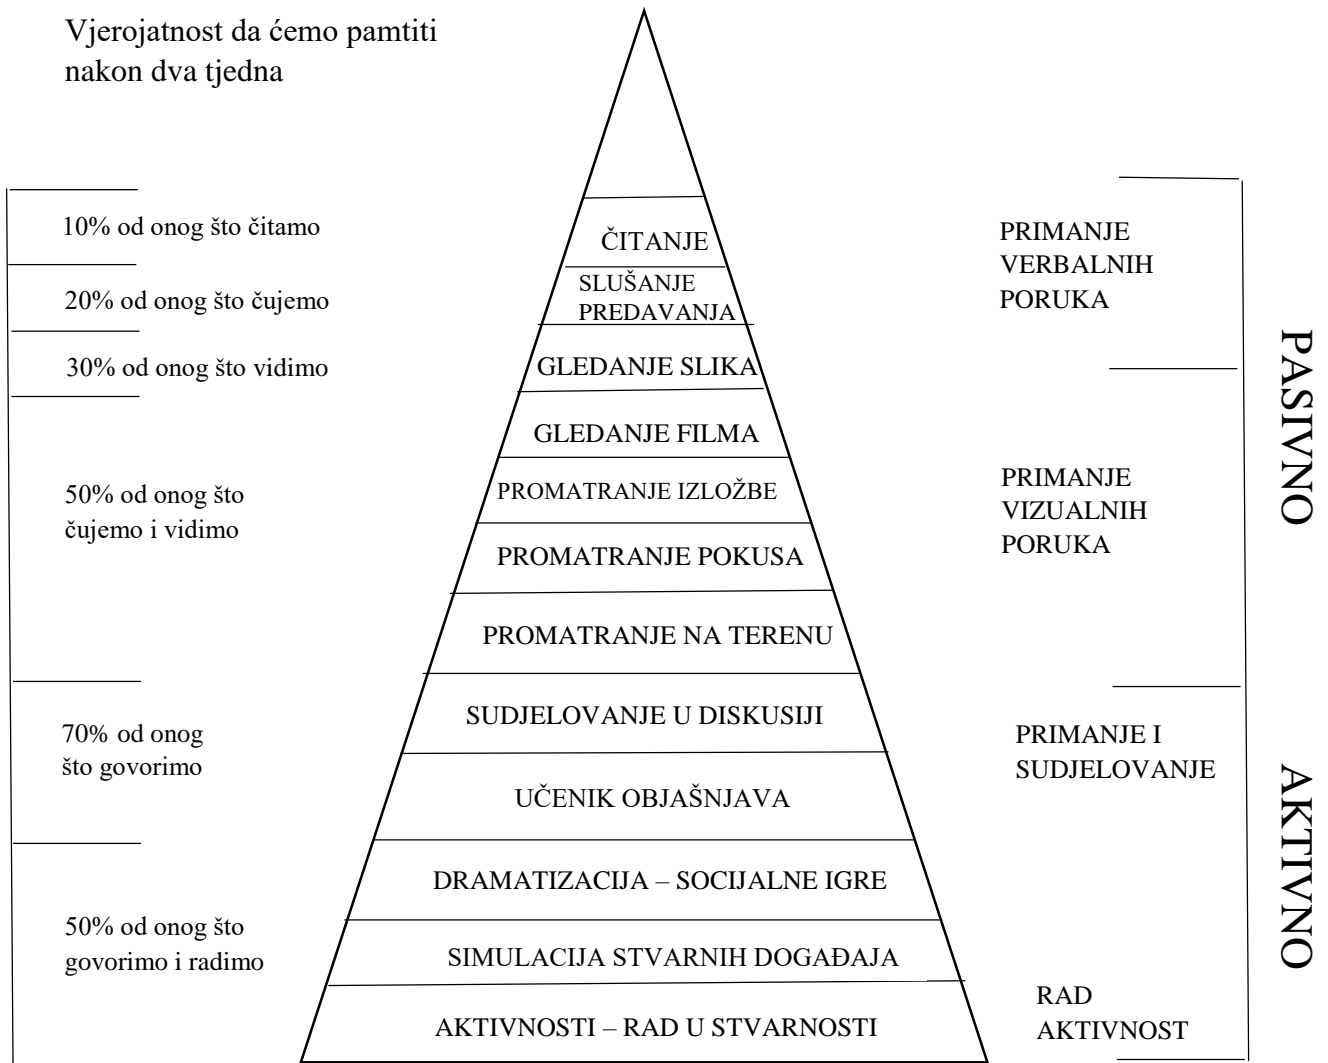 Vjerojatnost da ćemo pamtiti
nakon dva tjedna
10% od onog što čitamo
20% od onog što čujemo
30% od onog što vidimo
50% od onog što
čujemo i vidimo
70% od onog
što govorimo
50% od onog što
govorimo i radimo
ČITANJE
SLUŠANJE
PREDAVANJA
GLEDANJE SLIKA
GLEDANJE FILMA
PROMATRANJE IZLOŽBE
PROMATRANJE POKUSA
PROMATRANJE NA TERENU
SUDJELOVANJE U DISKUSIJI
UČENIK OBJAŠNJAVA
DRAMATIZACIJA – SOCIJALNE IGRE
SIMULACIJA STVARNIH DOGAĐAJA
AKTIVNOSTI – RAD U STVARNOSTI
PRIMANJE
VERBALNIH
PORUKA
PRIMANJE
VIZUALNIH
PORUKA
PRIMANJE I
SUDJELOVANJE
RAD
AKTIVNOST
PASIVNO
AKTIVNO